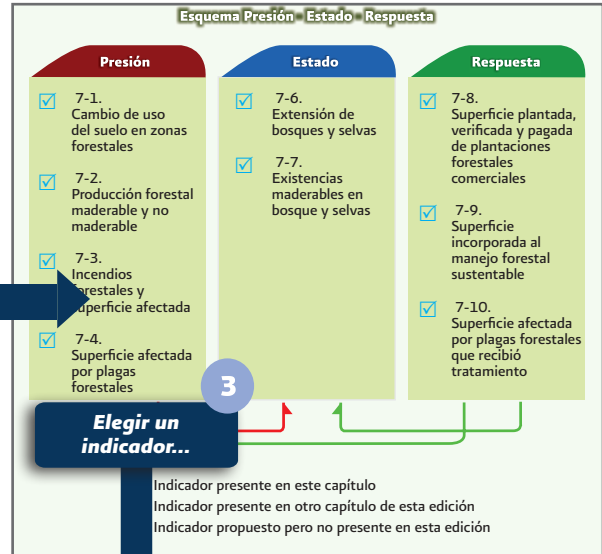 Esquema Presión - Estado - Respuesta
Presión
7-1.
Cambio de uso
del suelo en zonas
forestales
7-2.
Producción forestal
maderable y no
maderable
7-3.
Incendios
forestales y
superficie afectada
7-4.
Superficie afectada
por plagas
forestales
Estado
7-6.
Extensión de
bosques y selvas
7-7.
Existencias
maderables en
bosque y selvas
Respuesta
7-8.
Superficie plantada,
verificada y pagada
de plantaciones
forestales
comerciales
7-9.
Superficie
incorporada al
manejo forestal
sustentable
7-10.
Superficie afectada
por plagas forestales
que recibió
tratamiento
3
Elegir un
indicador...
Indicador presente en este capítulo
Indicador presente en otro capítulo de esta edición
Indicador propuesto pero no presente en esta edición